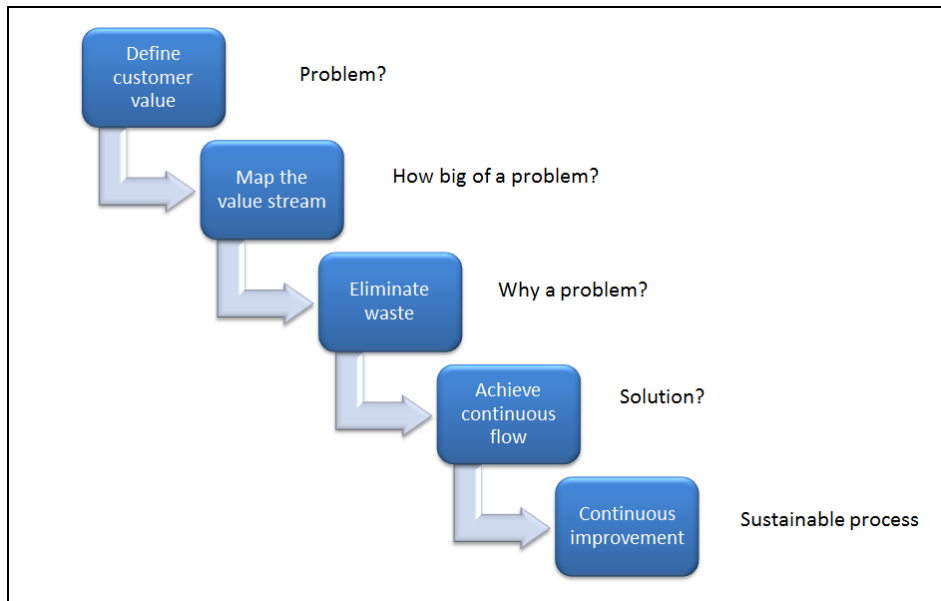 Define
customer
value
Problem?
Map the
value stream
How big of a problem?
Eliminate
waste
Why a problem?
Achieve
continuous
flow
Solution?
Continuous
improvement
Sustainable process